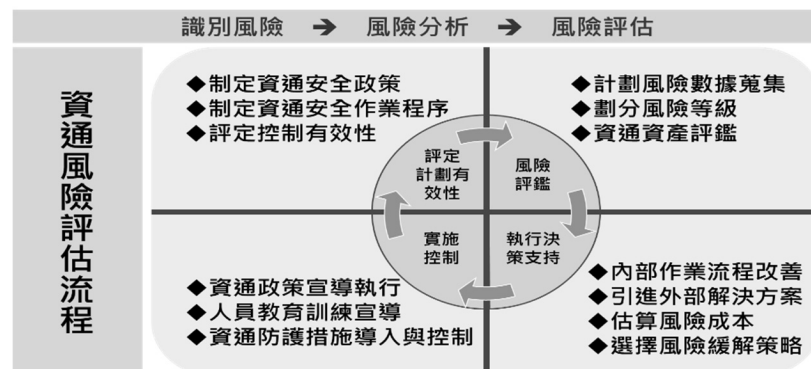 識別風險 → 風險分析 → 風險評估
資通風險評估流程
◆制定資通安全政策
◆制定資通安全作業程序
◆評定控制有效性
◆計劃風險數據蒐集
◆劃分風險等級
◆資通資產評鑑
評定
計劃有
效性
風險
評鑑
實施
控制
執行決
策支持
◆資通政策宣導執行
◆人員教育訓練宣導
◆資通防護措施導入與控制
◆內部作業流程改善
◆引進外部解決方案
◆估算風險成本
◆選擇風險緩解策略